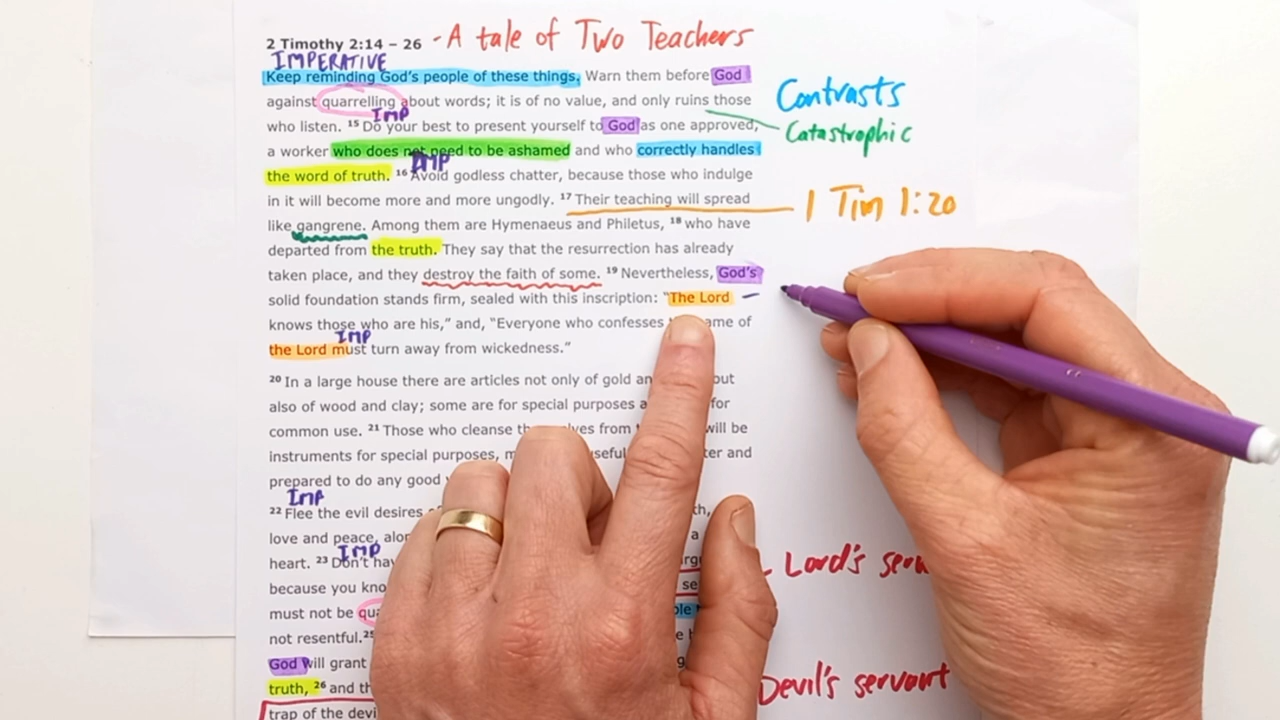 2 Timothy 2:14 – 26 - A tale of Two Teachers
IMPERATIVE
Keep reminding God's people of these things. Warn them before God
against quarrelling about words; it is of no value, and only ruins those
Contrasts
Imp
Catastrophic
who listen. 15 Do your best to present yourself to God as one approved,
a worker who does not need to be ashamed and who correctly handles
IMP
the word of truth. 16 Avoid godless chatter, because those who indulge
in it will become more and more ungodly. 17 Their teaching will spread
1 Tim 1:20
like gangrene. Among them are Hymenaeus and Philetus, 18 who have
departed from the truth. They say that the resurrection has already
taken place, and they destroy the faith of some. 19 Nevertheless, God's
solid foundation stands firm, sealed with this inscription: "The Lord
knows those who are his," and, "Everyone who confesses of
Imp
the Lord must turn away from wickedness."
20 In a large house there are articles not only of gold
also of wood and clay; some are for special purposes for
common use. 21 Those who cleanse from will be
instruments for special purposes, and
prepared to do any good
Imp
22 Flee the evil desires
love and peace, a
Imp
heart. 23 Don't
Lord's
because you
must not be
not resentful. 25
God will grant
Devil's servant
truth, 26 and
trap of the